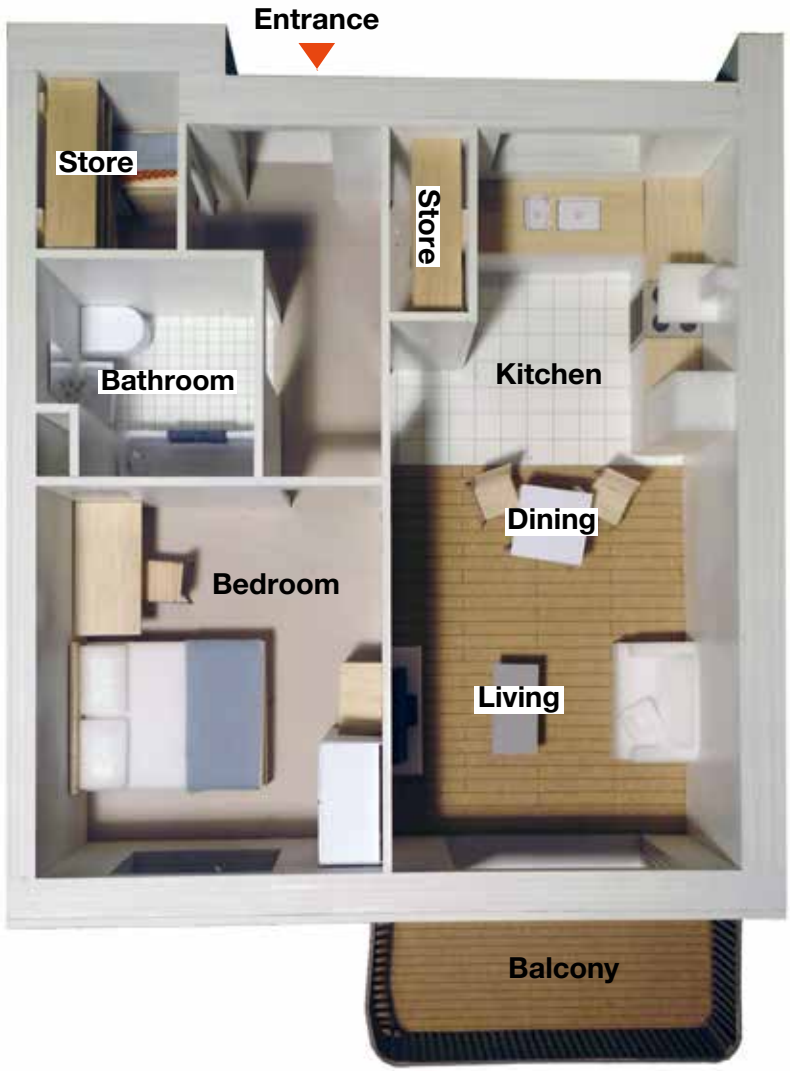 Entrance
Store
Store
Kitchen
Bathroom
Dining
Bedroom
Living
Balcony